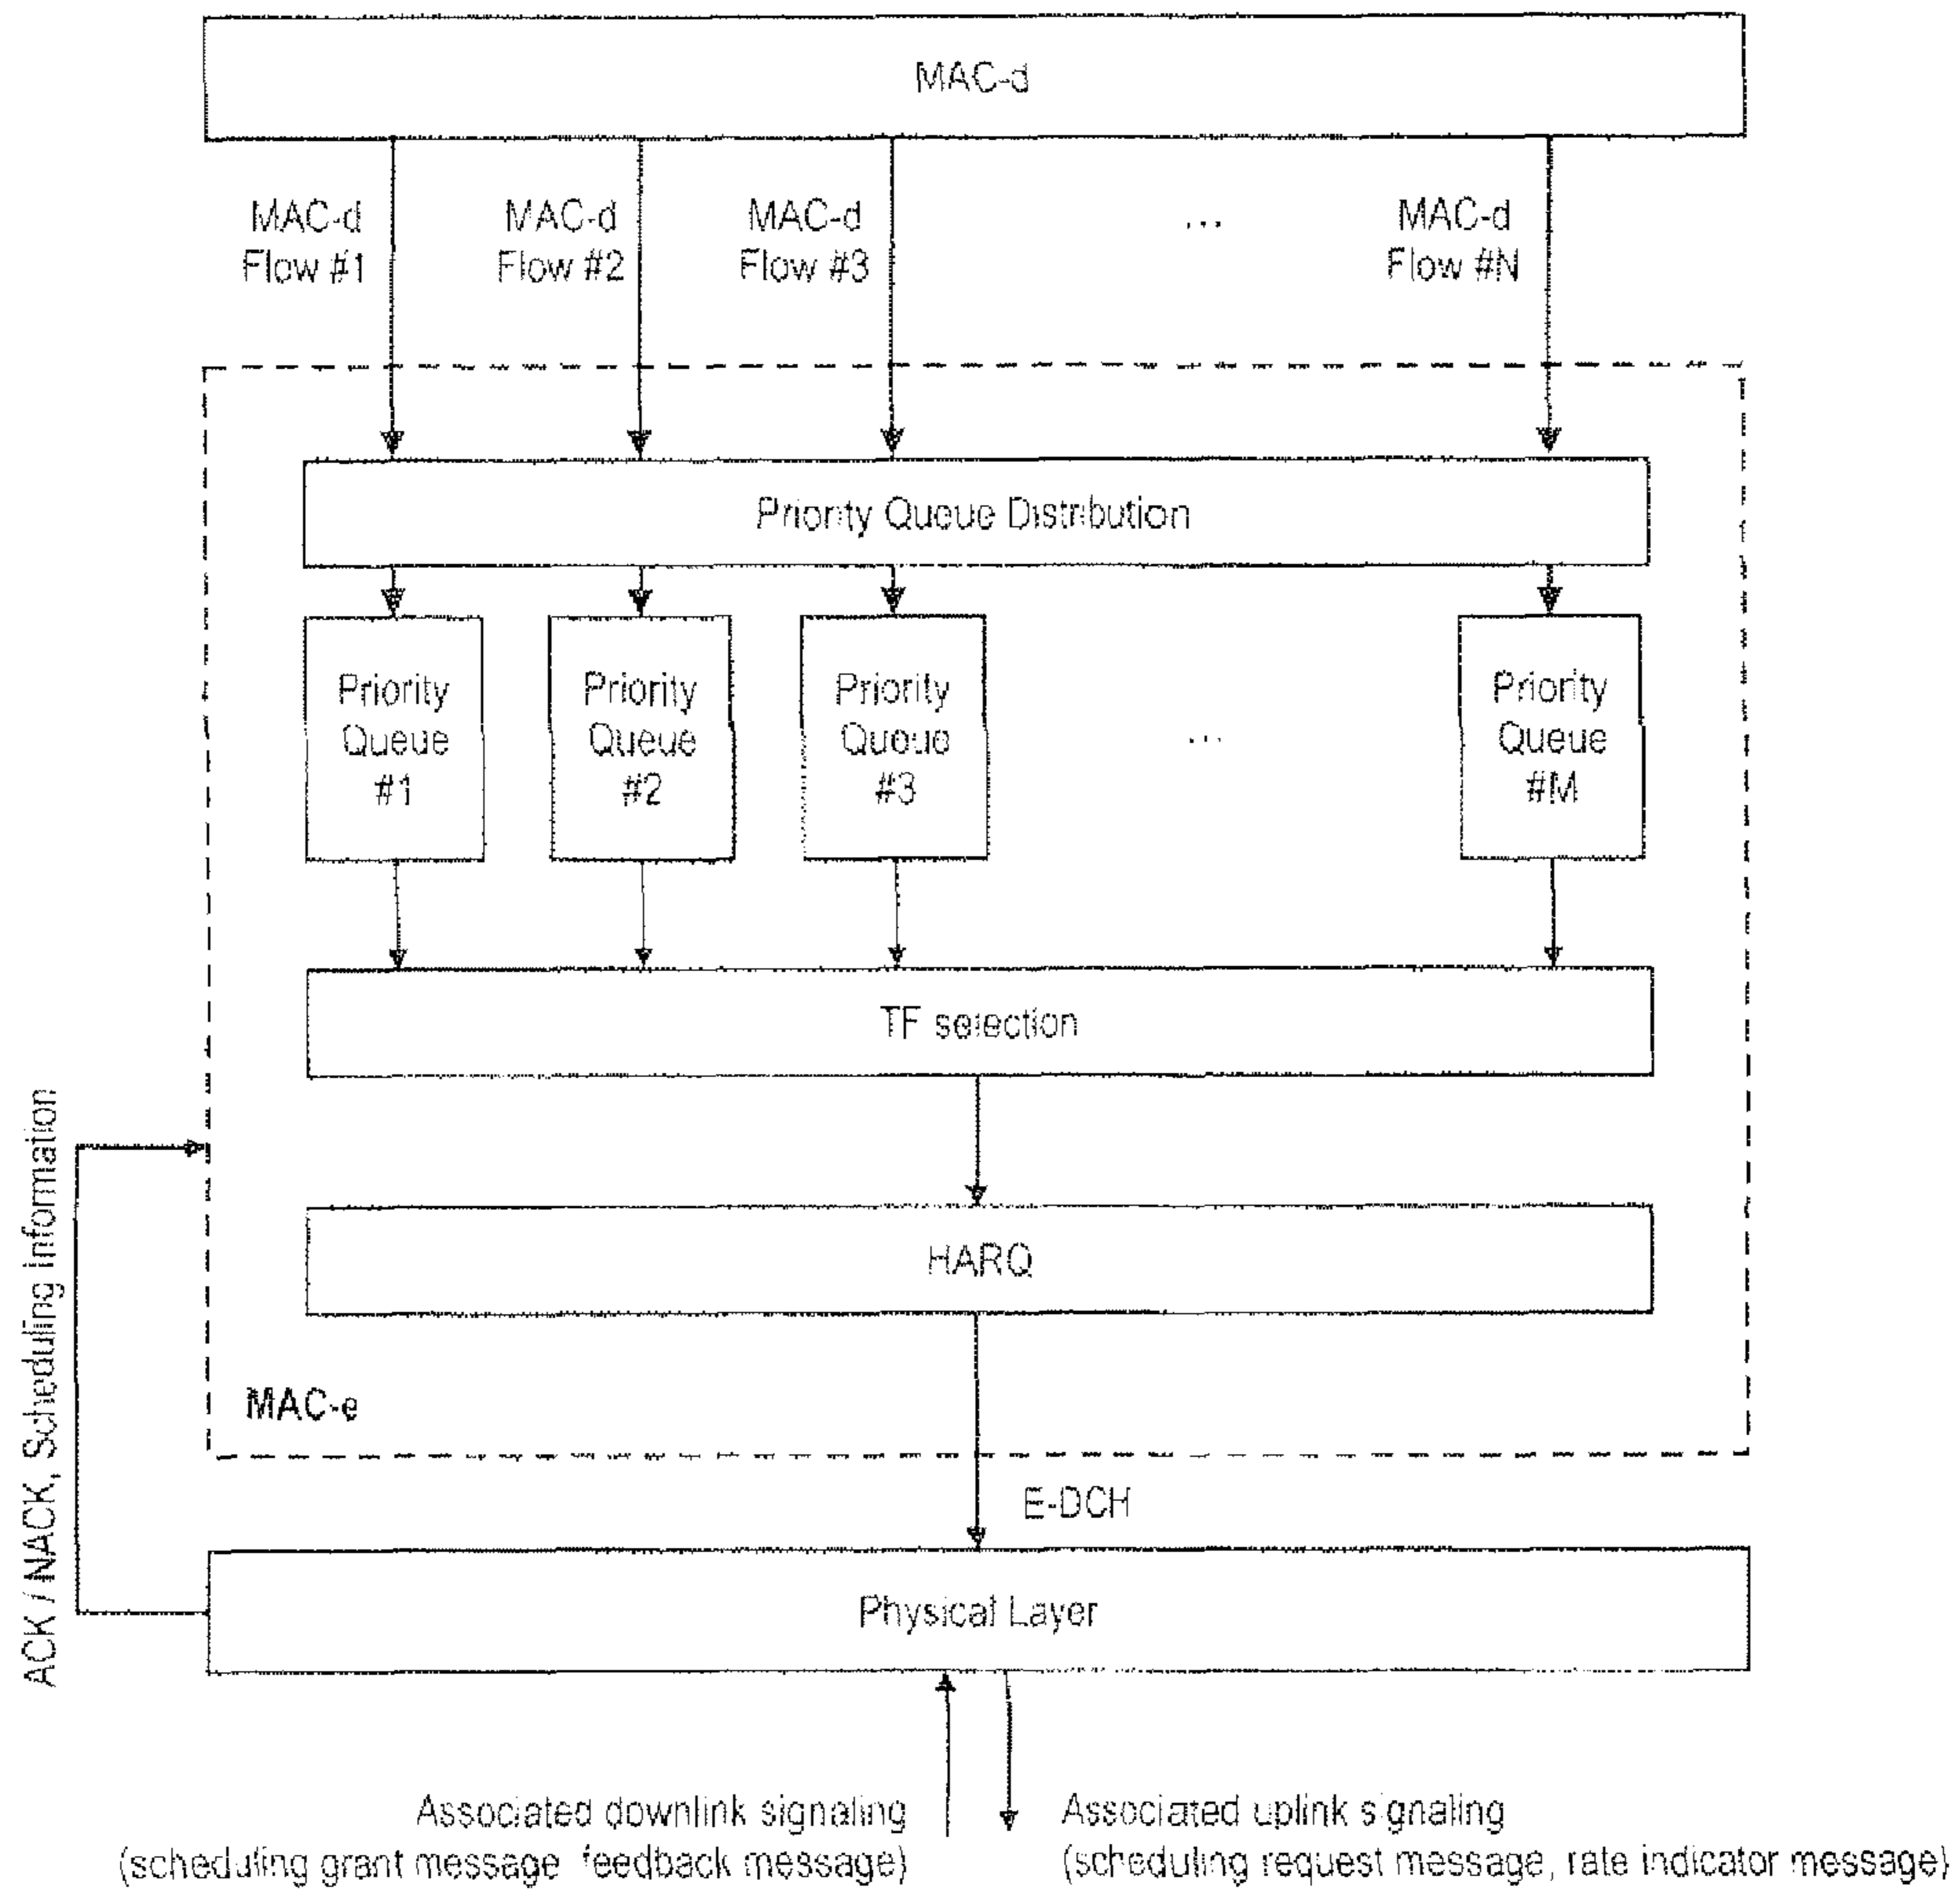 MAC-d
MAC-d
Flow #1
MAC-d
Flow #2
MAC-d
Flow #3
...
MAC-d
Flow #N
Priority Queue Distribution
Priority
Queue
#1
Priority
Queue
#2
Priority
Queue
#3
...
Priority
Queue
#M
TF selection
HARQ
MAC-e
E-DCH
ACK / NACK, Scheduling Information
Physical Layer
Associated downlink signaling
(scheduling grant message feedback message)
Associated uplink signaling
(scheduling request message, rate indicator message)